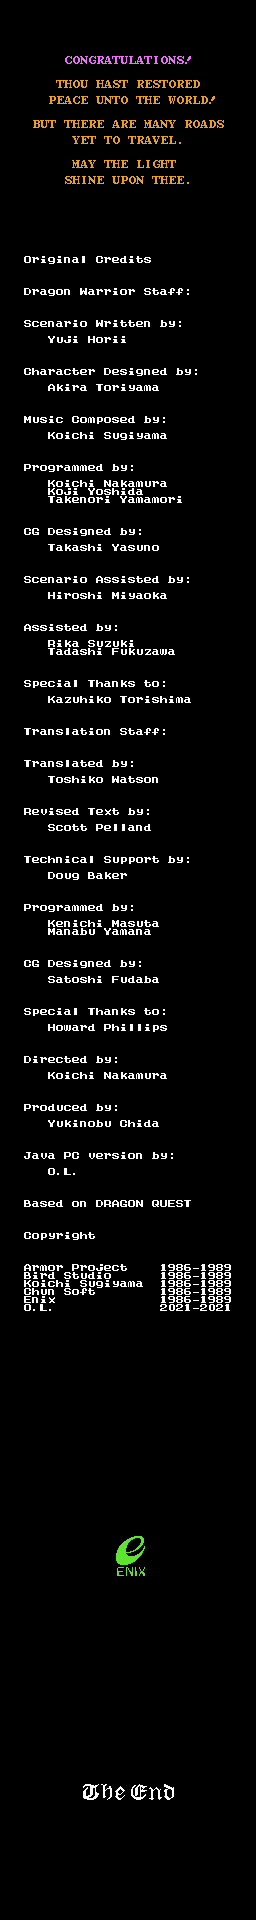 CONGRATULATIONS!
THOU HAST RESTORED
PEACE UNTO THE WORLD!
BUT THERE ARE MANY ROADS
YET TO TRAVEL.
MAY THE LIGHT
SHINE UPON THEE.
Original Credits
Dragon Warrior Staff:
Scenario Written by:
Yuji Horii
Character Designed by:
Akira Toriyama
Music Composed by:
Koichi Sugiyama
Programmed by:
Koichi Nakamura
Koji Yoshida
Takenori Yamamori
CG Designed by:
Takashi Yasuno
Scenario Assisted by:
Hiroshi Miyaoka
Assisted by:
Rika Suzuki
Tadashi Fukuzawa
Special Thanks to:
Kazuhiko Torishima
Translation Staff:
Translated by:
Toshiko Watson
Revised Text by:
Scott Pelland
Technical Support by:
Doug Baker
Programmed by:
Kenichi Masuta
Manabu Yamana
CG Designed by:
Satoshi Fudaba
Special Thanks to:
Howard Phillips
Directed by:
Koichi Nakamura
Produced by:
Yukinobu Chida
Java PC version by:
O.L.
Based on DRAGON QUEST
Copyright
Armor Project 1986-1989
Bird Studio 1986-1989
Koichi Sugiyama 1986-1989
Chun Soft 1986-1989
Enix 1986-1989
O.L. 2021-2021
ENIX
The End